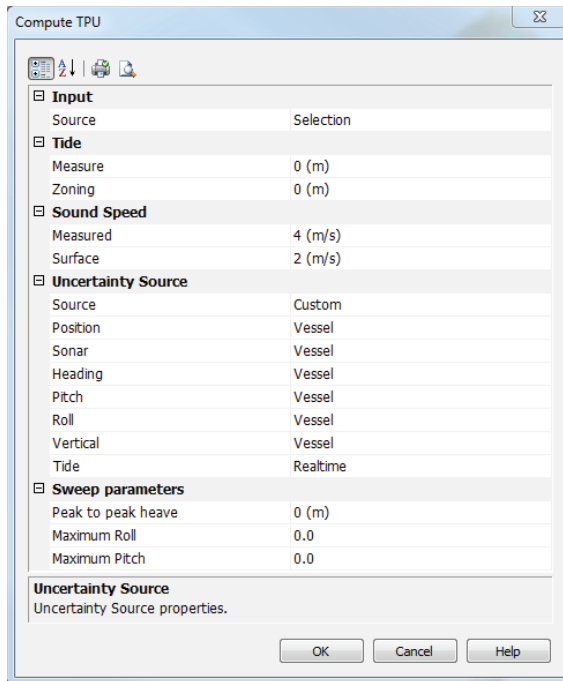 Compute TPU
Input
Source Selection
Tide
Measure 0 (m)
Zoning 0 (m)
Sound Speed
Measured 4 (m/s)
Surface 2 (m/s)
Uncertainty Source
Source Custom
Position Vessel
Sonar Vessel
Heading Vessel
Pitch Vessel
Roll Vessel
Vertical Vessel
Tide Realtime
Sweep parameters
Peak to peak heave 0 (m)
Maximum Roll 0.0
Maximum Pitch 0.0
Uncertainty Source
Uncertainty Source properties.
OK Cancel Help